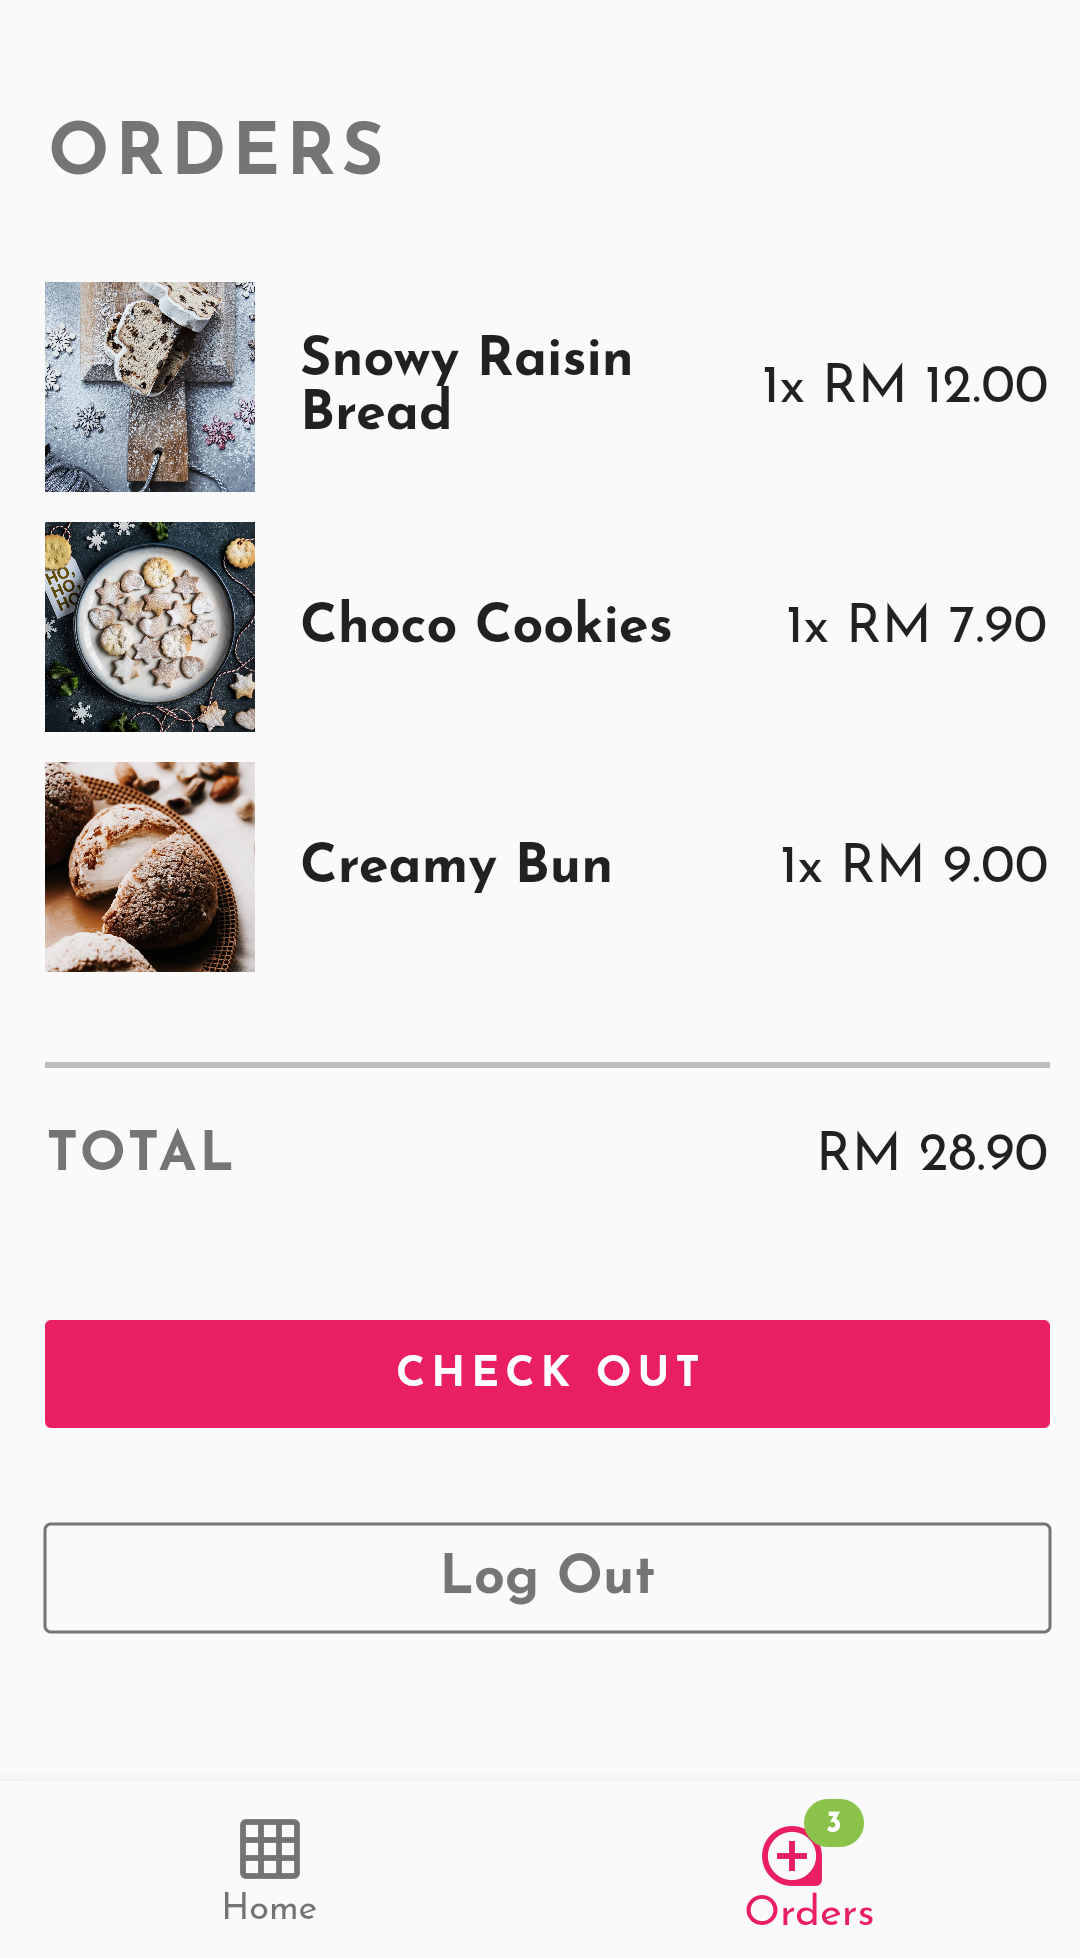 ORDERS
Snowy Raisin
Bread
1x RM 12.00
HO,
HO,
HO
Choco Cookies
1x RM 7.90
Creamy Bun
1x RM 9.00
TOTAL
RM 28.90
CHECK OUT
Log Out
Home
3
Orders